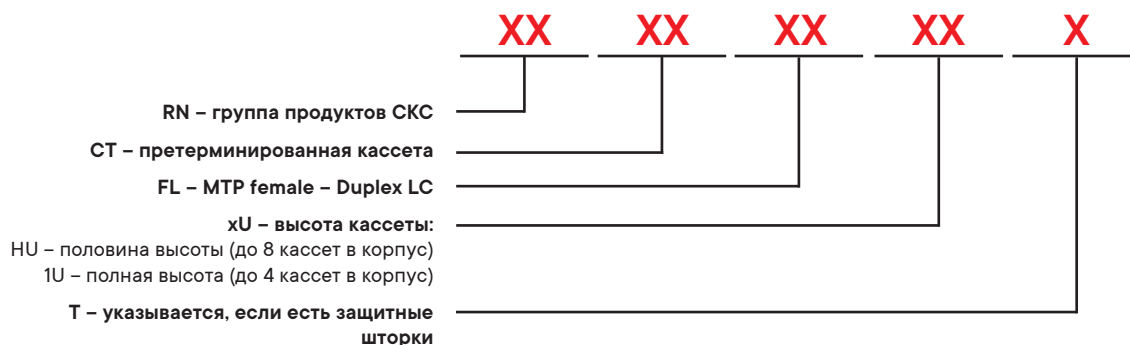 XX XX XX XX X
RN – группа продуктов СКС
CT – претерминированная кассета
FL – MTP female – Duplex LC
xU – высота кассеты:
HU – половина высоты (до 8 кассет в корпус)
1U – полная высота (до 4 кассет в корпус)
T – указывается, если есть защитные
шторки